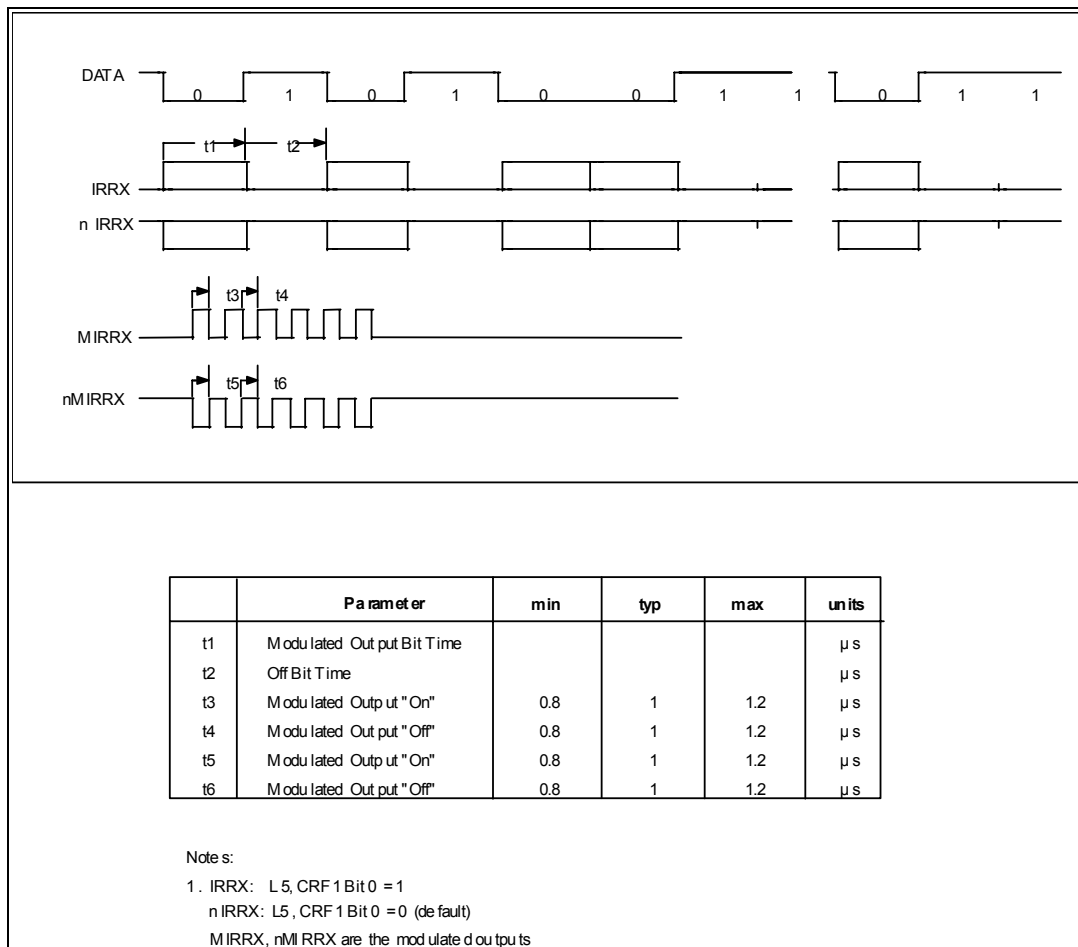 DATA
0 1 0 1 0 0 1 1 0 1 1
t1 t2
IRRX
n IRRX
t3 t4
MIRRX
t5 t6
nMIRRX
Parameter min typ max units
t1 Modulated Output Bit Time µs
t2 Off Bit Time µs
t3 Modulated Output "On" 0.8 1 1.2 µs
t4 Modulated Output "Off" 0.8 1 1.2 µs
t5 Modulated Output "On" 0.8 1 1.2 µs
t6 Modulated Output "Off" 0.8 1 1.2 µs
Notes:
1. IRRX: L5, CRF1 Bit 0 = 1
nIRRX: L5, CRF1 Bit 0 = 0 (default)
MIRRX, nMIRRX are the modulated outputs